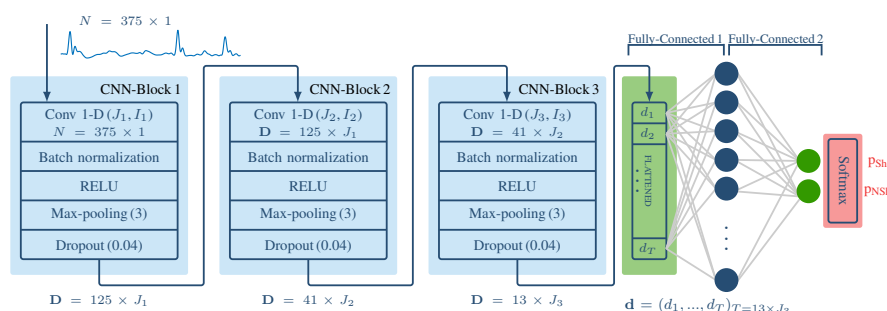 N = 375 × 1
CNN-Block 1
Conv 1-D (J₁, I₁)
N = 375 × 1
Batch normalization
RELU
Max-pooling (3)
Dropout (0.04)
D = 125 × J₁
CNN-Block 2
Conv 1-D (J₂, I₂)
D = 125 × J₁
Batch normalization
RELU
Max-pooling (3)
Dropout (0.04)
D = 41 × J₂
CNN-Block 3
Conv 1-D (J₃, I₃)
D = 41 × J₂
Batch normalization
RELU
Max-pooling (3)
Dropout (0.04)
D = 13 × J₃
Fully-Connected 1
Fully-Connected 2
d₁
d₂
FLATTENED
....
d_T
d = (d₁, ..., d_T)_{T=13×J₃}
...
Softmax
pSh